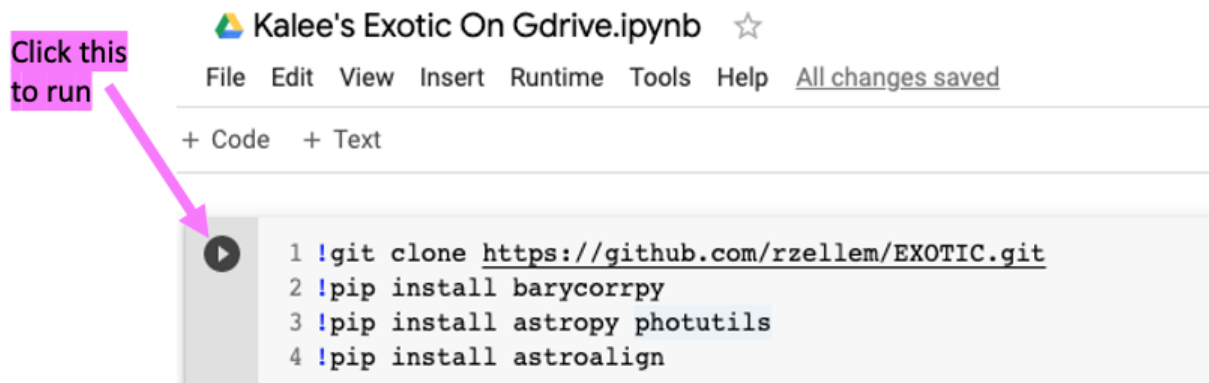 Kalee's Exotic On Gdrive.ipynb
Click this
to run
File Edit View Insert Runtime Tools Help All changes saved
+ Code + Text
1 !git clone https://github.com/rzellem/EXOTIC.git
2 !pip install barycorrpy
3 !pip install astropy photutils
4 !pip install astroalign